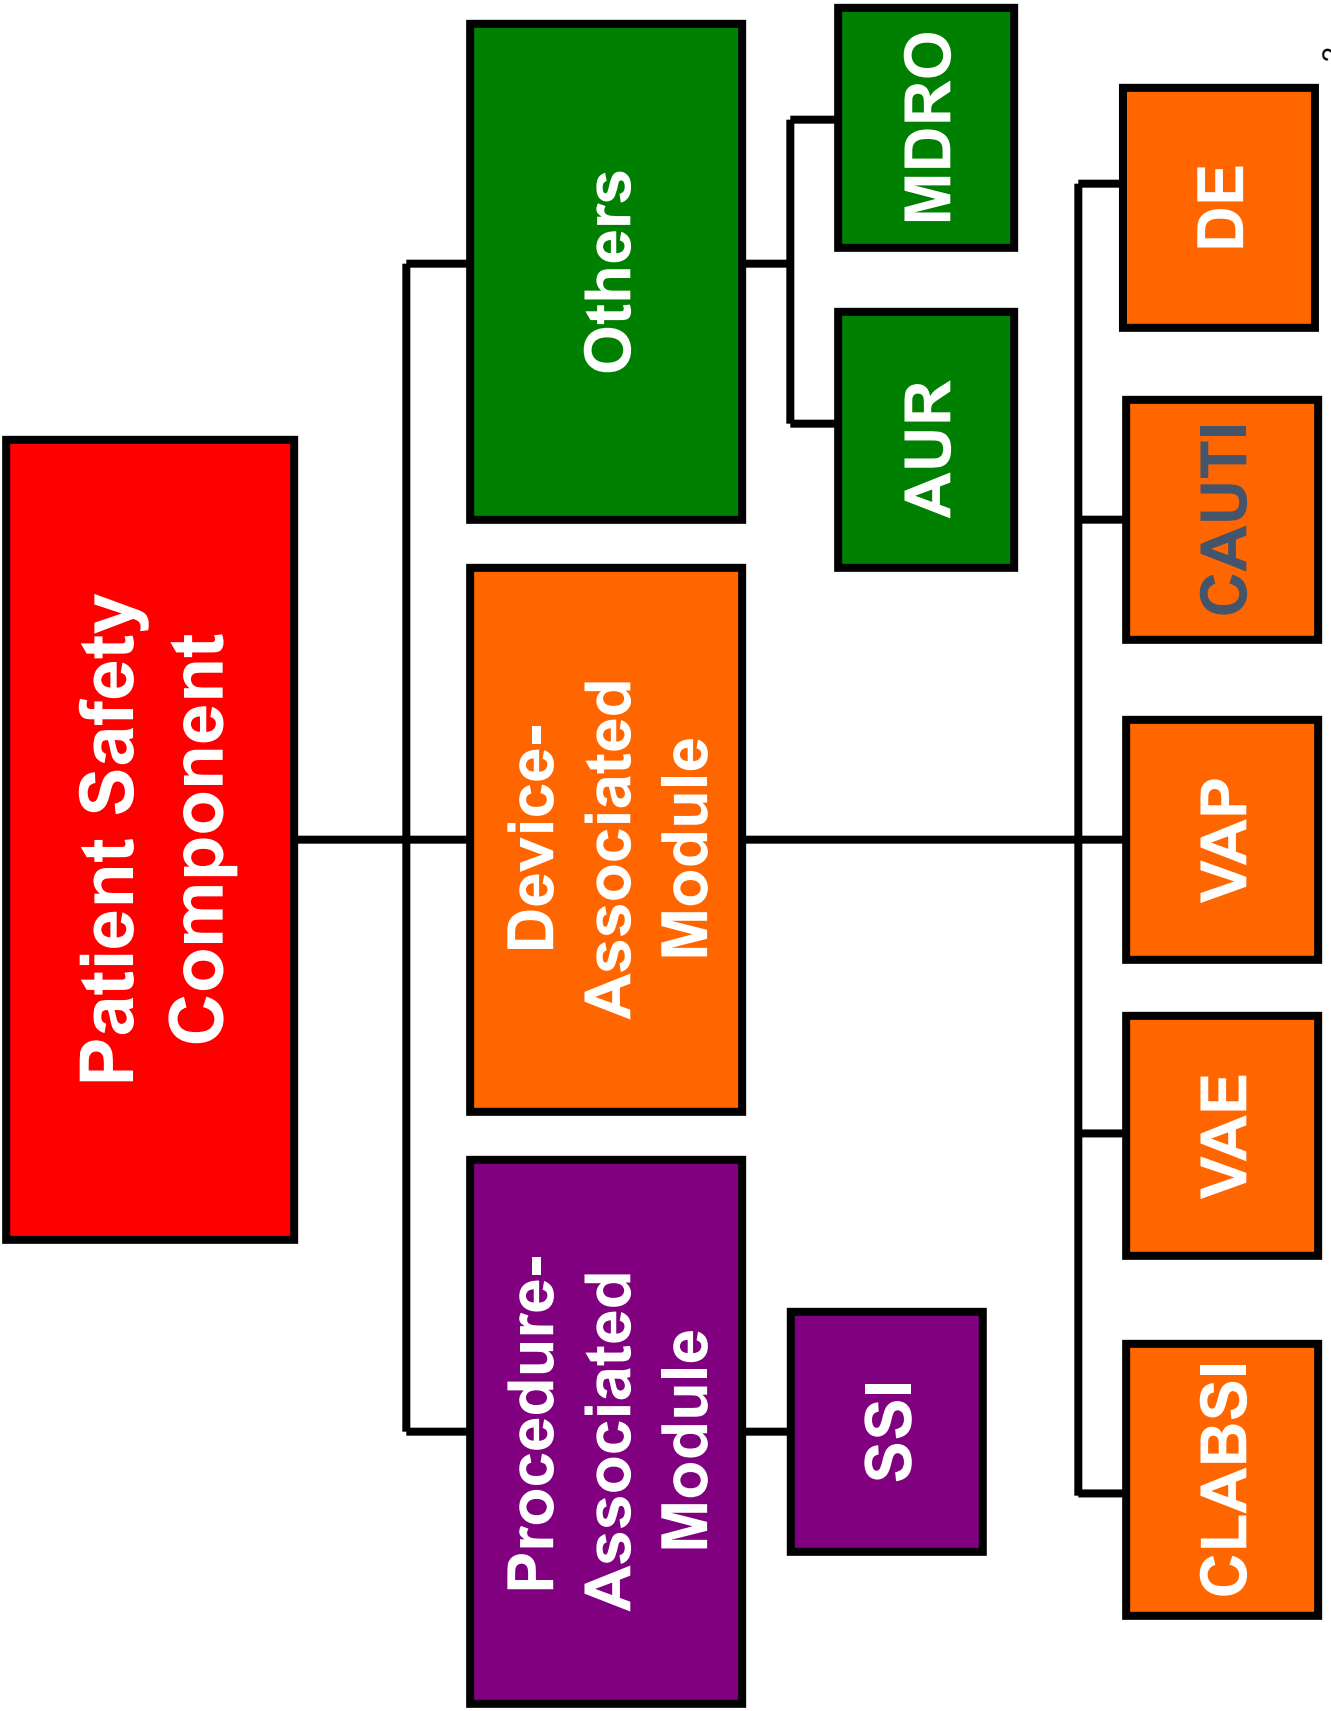 Patient Safety
Component
Procedure-
Associated
Module
Device-
Associated
Module
Others
SSI
AUR
MDRO
CLABSI
VAE
VAP
CAUTI
DE